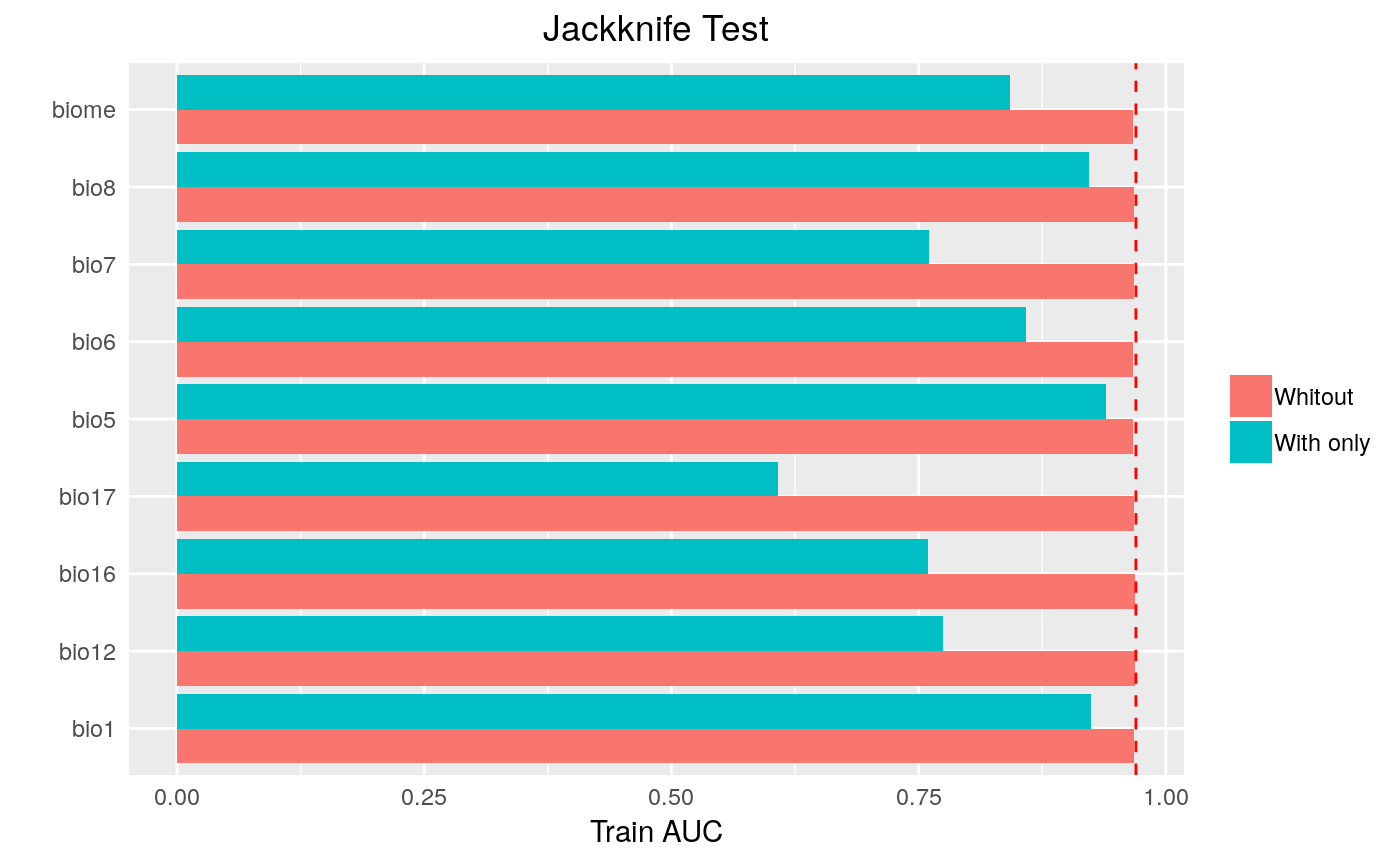 Jackknife Test
biome
bio8
bio7
bio6
bio5
bio17
bio16
bio12
bio1
0.00 0.25 0.50 0.75 1.00
Train AUC
Whitout
With only